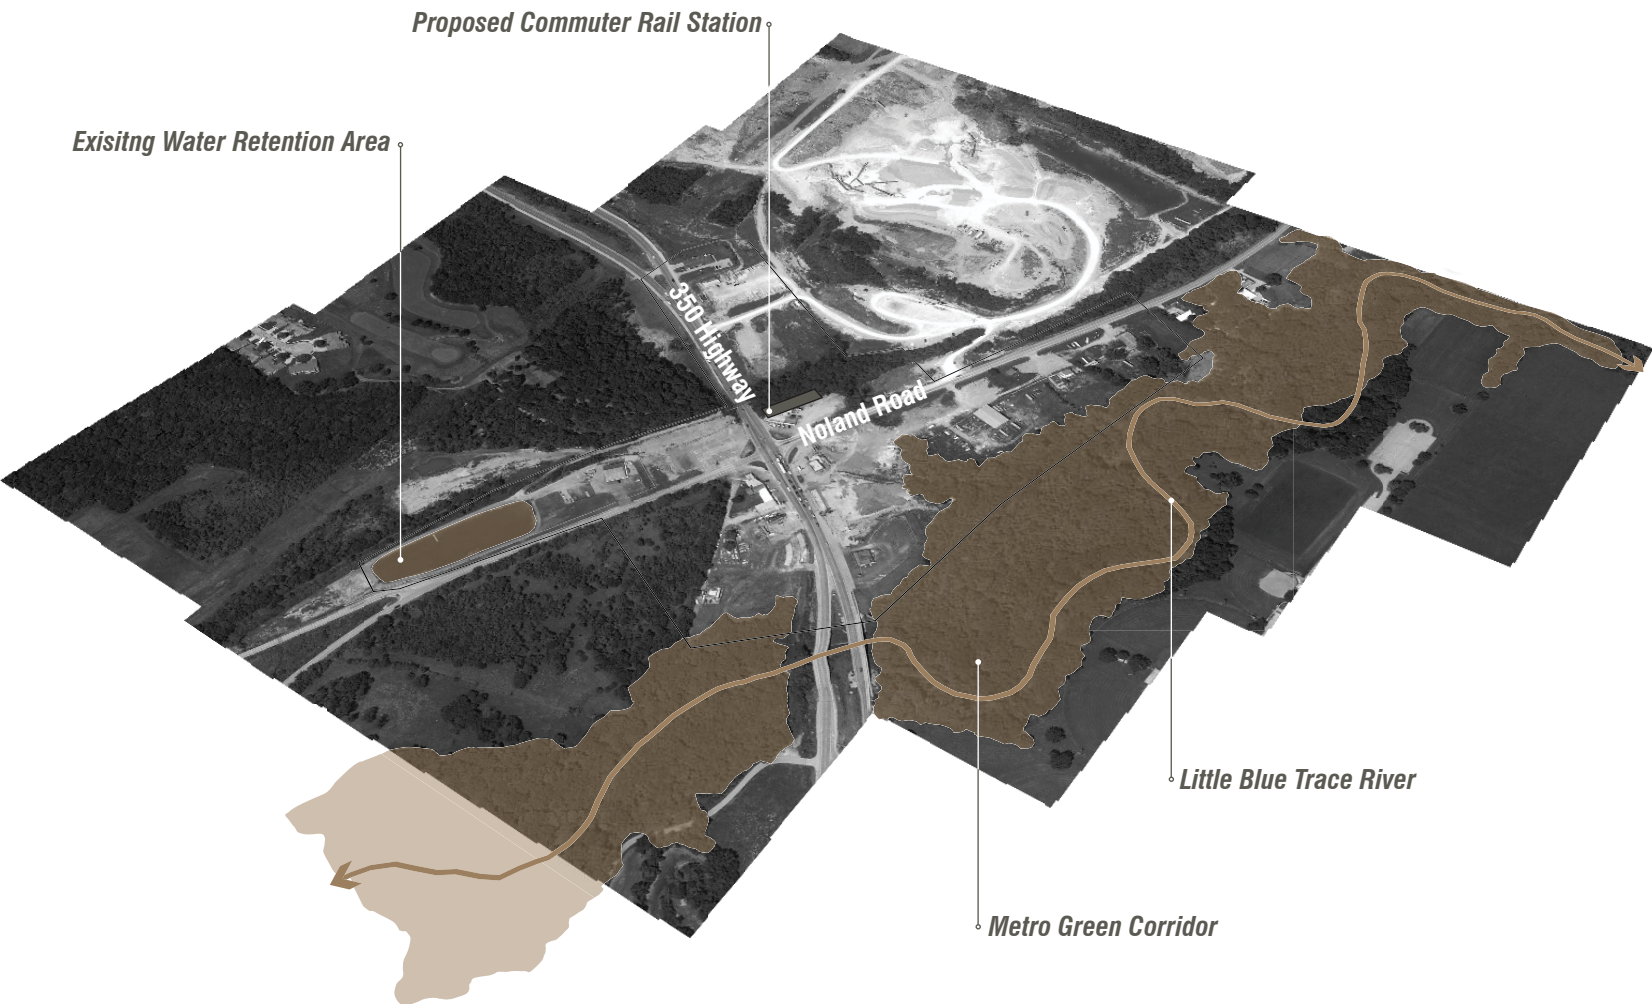 Proposed Commuter Rail Station
Exisitng Water Retention Area
350 Highway
Noland Road
Little Blue Trace River
Metro Green Corridor